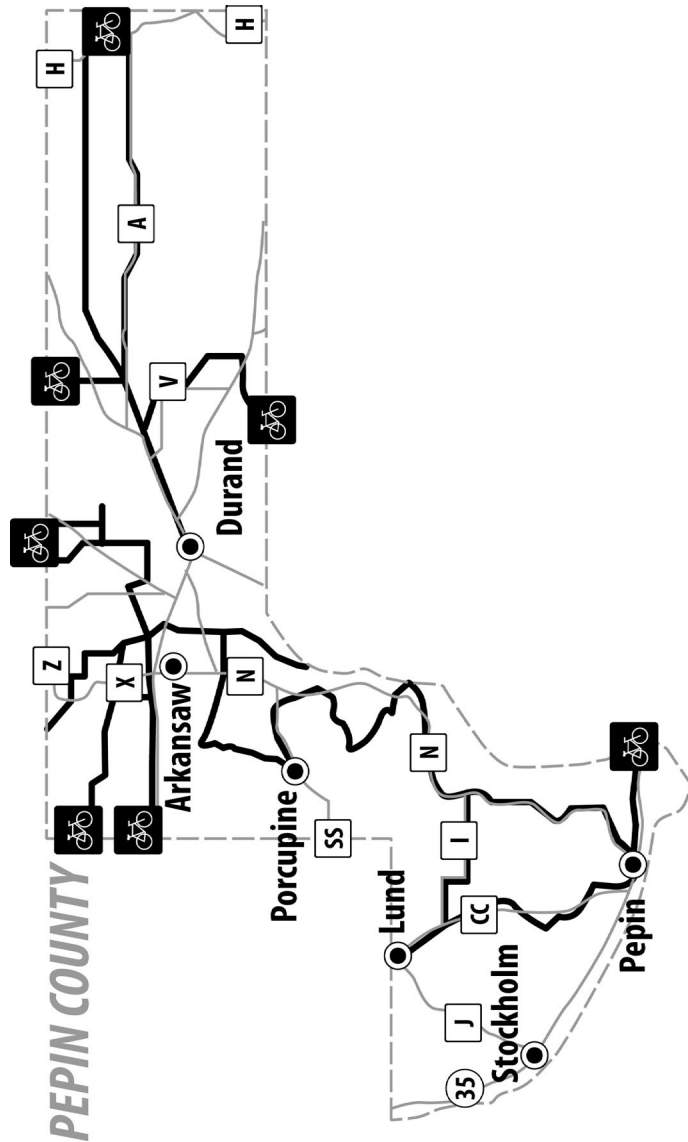 PEPIN COUNTY
Z
H
X
A
V
Arkansaw
Durand
N
H
Porcupine
SS
Lund
N
35
J
CC
I
Stockholm
Pepin